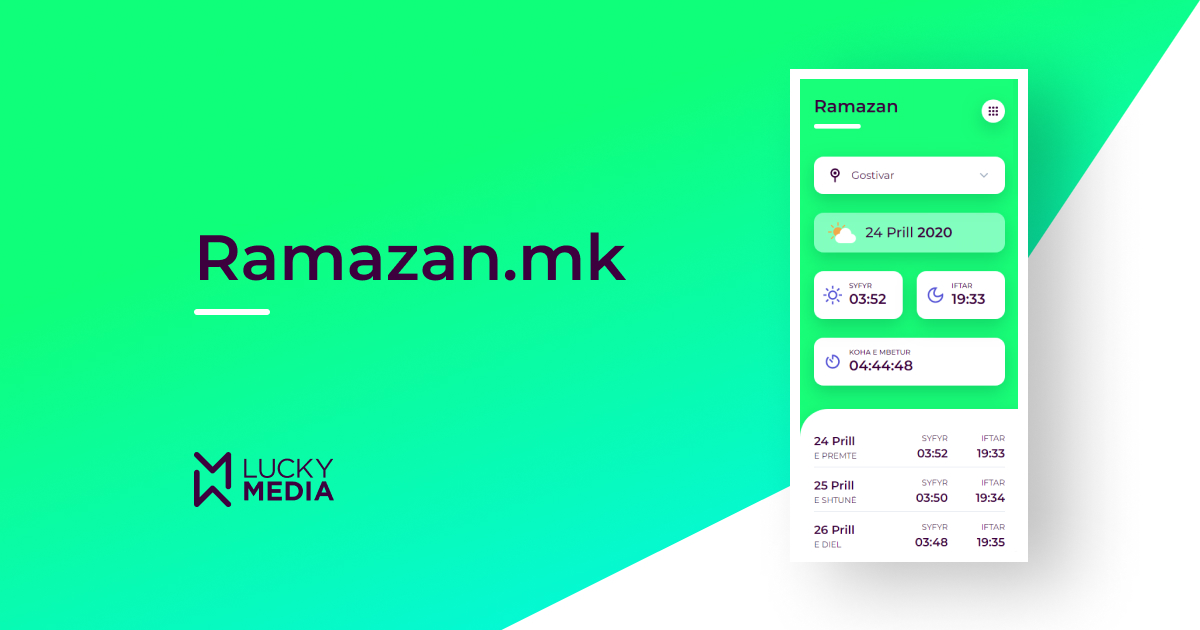 Ramazan.mk
LUCKY
MEDIA
Ramazan
Gostivar
24 Prill 2020
SYFYR
03:52
IFTAR
19:33
KOHA E MBETUR
04:44:48
24 Prill SYFYR IFTAR
E PREMTE 03:52 19:33
25 Prill SYFYR IFTAR
E SHTUNË 03:50 19:34
26 Prill SYFYR IFTAR
E DIEL 03:48 19:35